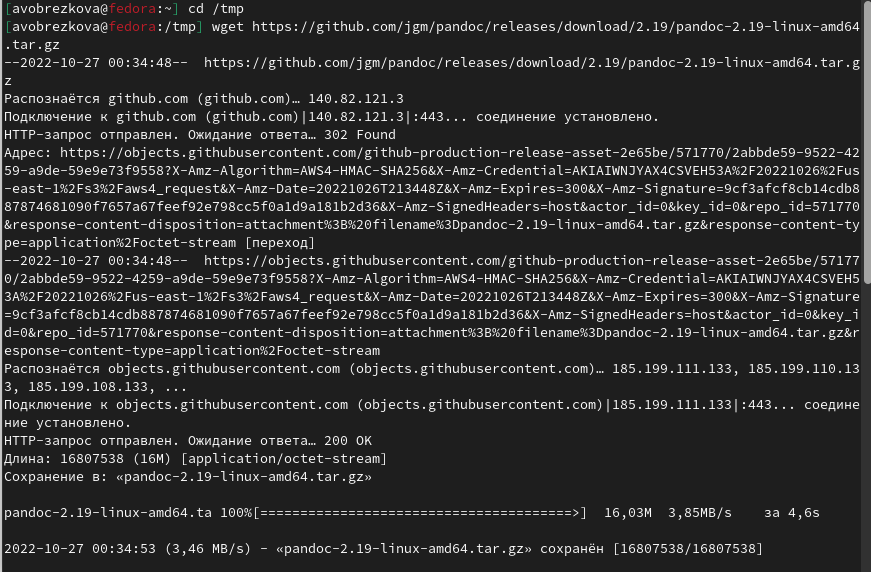 [avobrezkova@fedora:~] cd /tmp
[avobrezkova@fedora:/tmp] wget https://github.com/jgm/pandoc/releases/download/2.19/pandoc-2.19-linux-amd64
.tar.gz
--2022-10-27 00:34:48--  https://github.com/jgm/pandoc/releases/download/2.19/pandoc-2.19-linux-amd64.tar.g
z
Распознаётся github.com (github.com)… 140.82.121.3
Подключение к github.com (github.com)|140.82.121.3|:443... соединение установлено.
HTTP-запрос отправлен. Ожидание ответа… 302 Found
Адрес: https://objects.githubusercontent.com/github-production-release-asset-2e65be/571770/2abbde59-9522-42
59-a9de-59e9e73f9558?X-Amz-Algorithm=AWS4-HMAC-SHA256&X-Amz-Credential=AKIAIWNJYAX4CSVEH53A%2F20221026%2Fus
-east-1%2Fs3%2Faws4_request&X-Amz-Date=20221026T213448Z&X-Amz-Expires=300&X-Amz-Signature=9cf3afcf8cb14cdb8
87874681090f7657a67feef92e798cc5f0a1d9a181b2d36&X-Amz-SignedHeaders=host&actor_id=0&key_id=0&repo_id=571770
&response-content-disposition=attachment%3B%20filename%3Dpandoc-2.19-linux-amd64.tar.gz&response-content-ty
pe=application%2Foctet-stream [переход]
--2022-10-27 00:34:48--  https://objects.githubusercontent.com/github-production-release-asset-2e65be/57177
0/2abbde59-9522-4259-a9de-59e9e73f9558?X-Amz-Algorithm=AWS4-HMAC-SHA256&X-Amz-Credential=AKIAIWNJYAX4CSVEH5
3A%2F20221026%2Fus-east-1%2Fs3%2Faws4_request&X-Amz-Date=20221026T213448Z&X-Amz-Expires=300&X-Amz-Signature
=9cf3afcf8cb14cdb887874681090f7657a67feef92e798cc5f0a1d9a181b2d36&X-Amz-SignedHeaders=host&actor_id=0&key_i
d=0&repo_id=571770&response-content-disposition=attachment%3B%20filename%3Dpandoc-2.19-linux-amd64.tar.gz&r
esponse-content-type=application%2Foctet-stream
Распознаётся objects.githubusercontent.com (objects.githubusercontent.com)… 185.199.111.133, 185.199.110.13
3, 185.199.108.133, ...
Подключение к objects.githubusercontent.com (objects.githubusercontent.com)|185.199.111.133|:443... соедине
ние установлено.
HTTP-запрос отправлен. Ожидание ответа… 200 OK
Длина: 16807538 (16M) [application/octet-stream]
Сохранение в: «pandoc-2.19-linux-amd64.tar.gz»
pandoc-2.19-linux-amd64.ta 100%[=======================================>]  16,03M  3,85MB/s    за 4,6s
2022-10-27 00:34:53 (3,46 MB/s) - «pandoc-2.19-linux-amd64.tar.gz» сохранён [16807538/16807538]